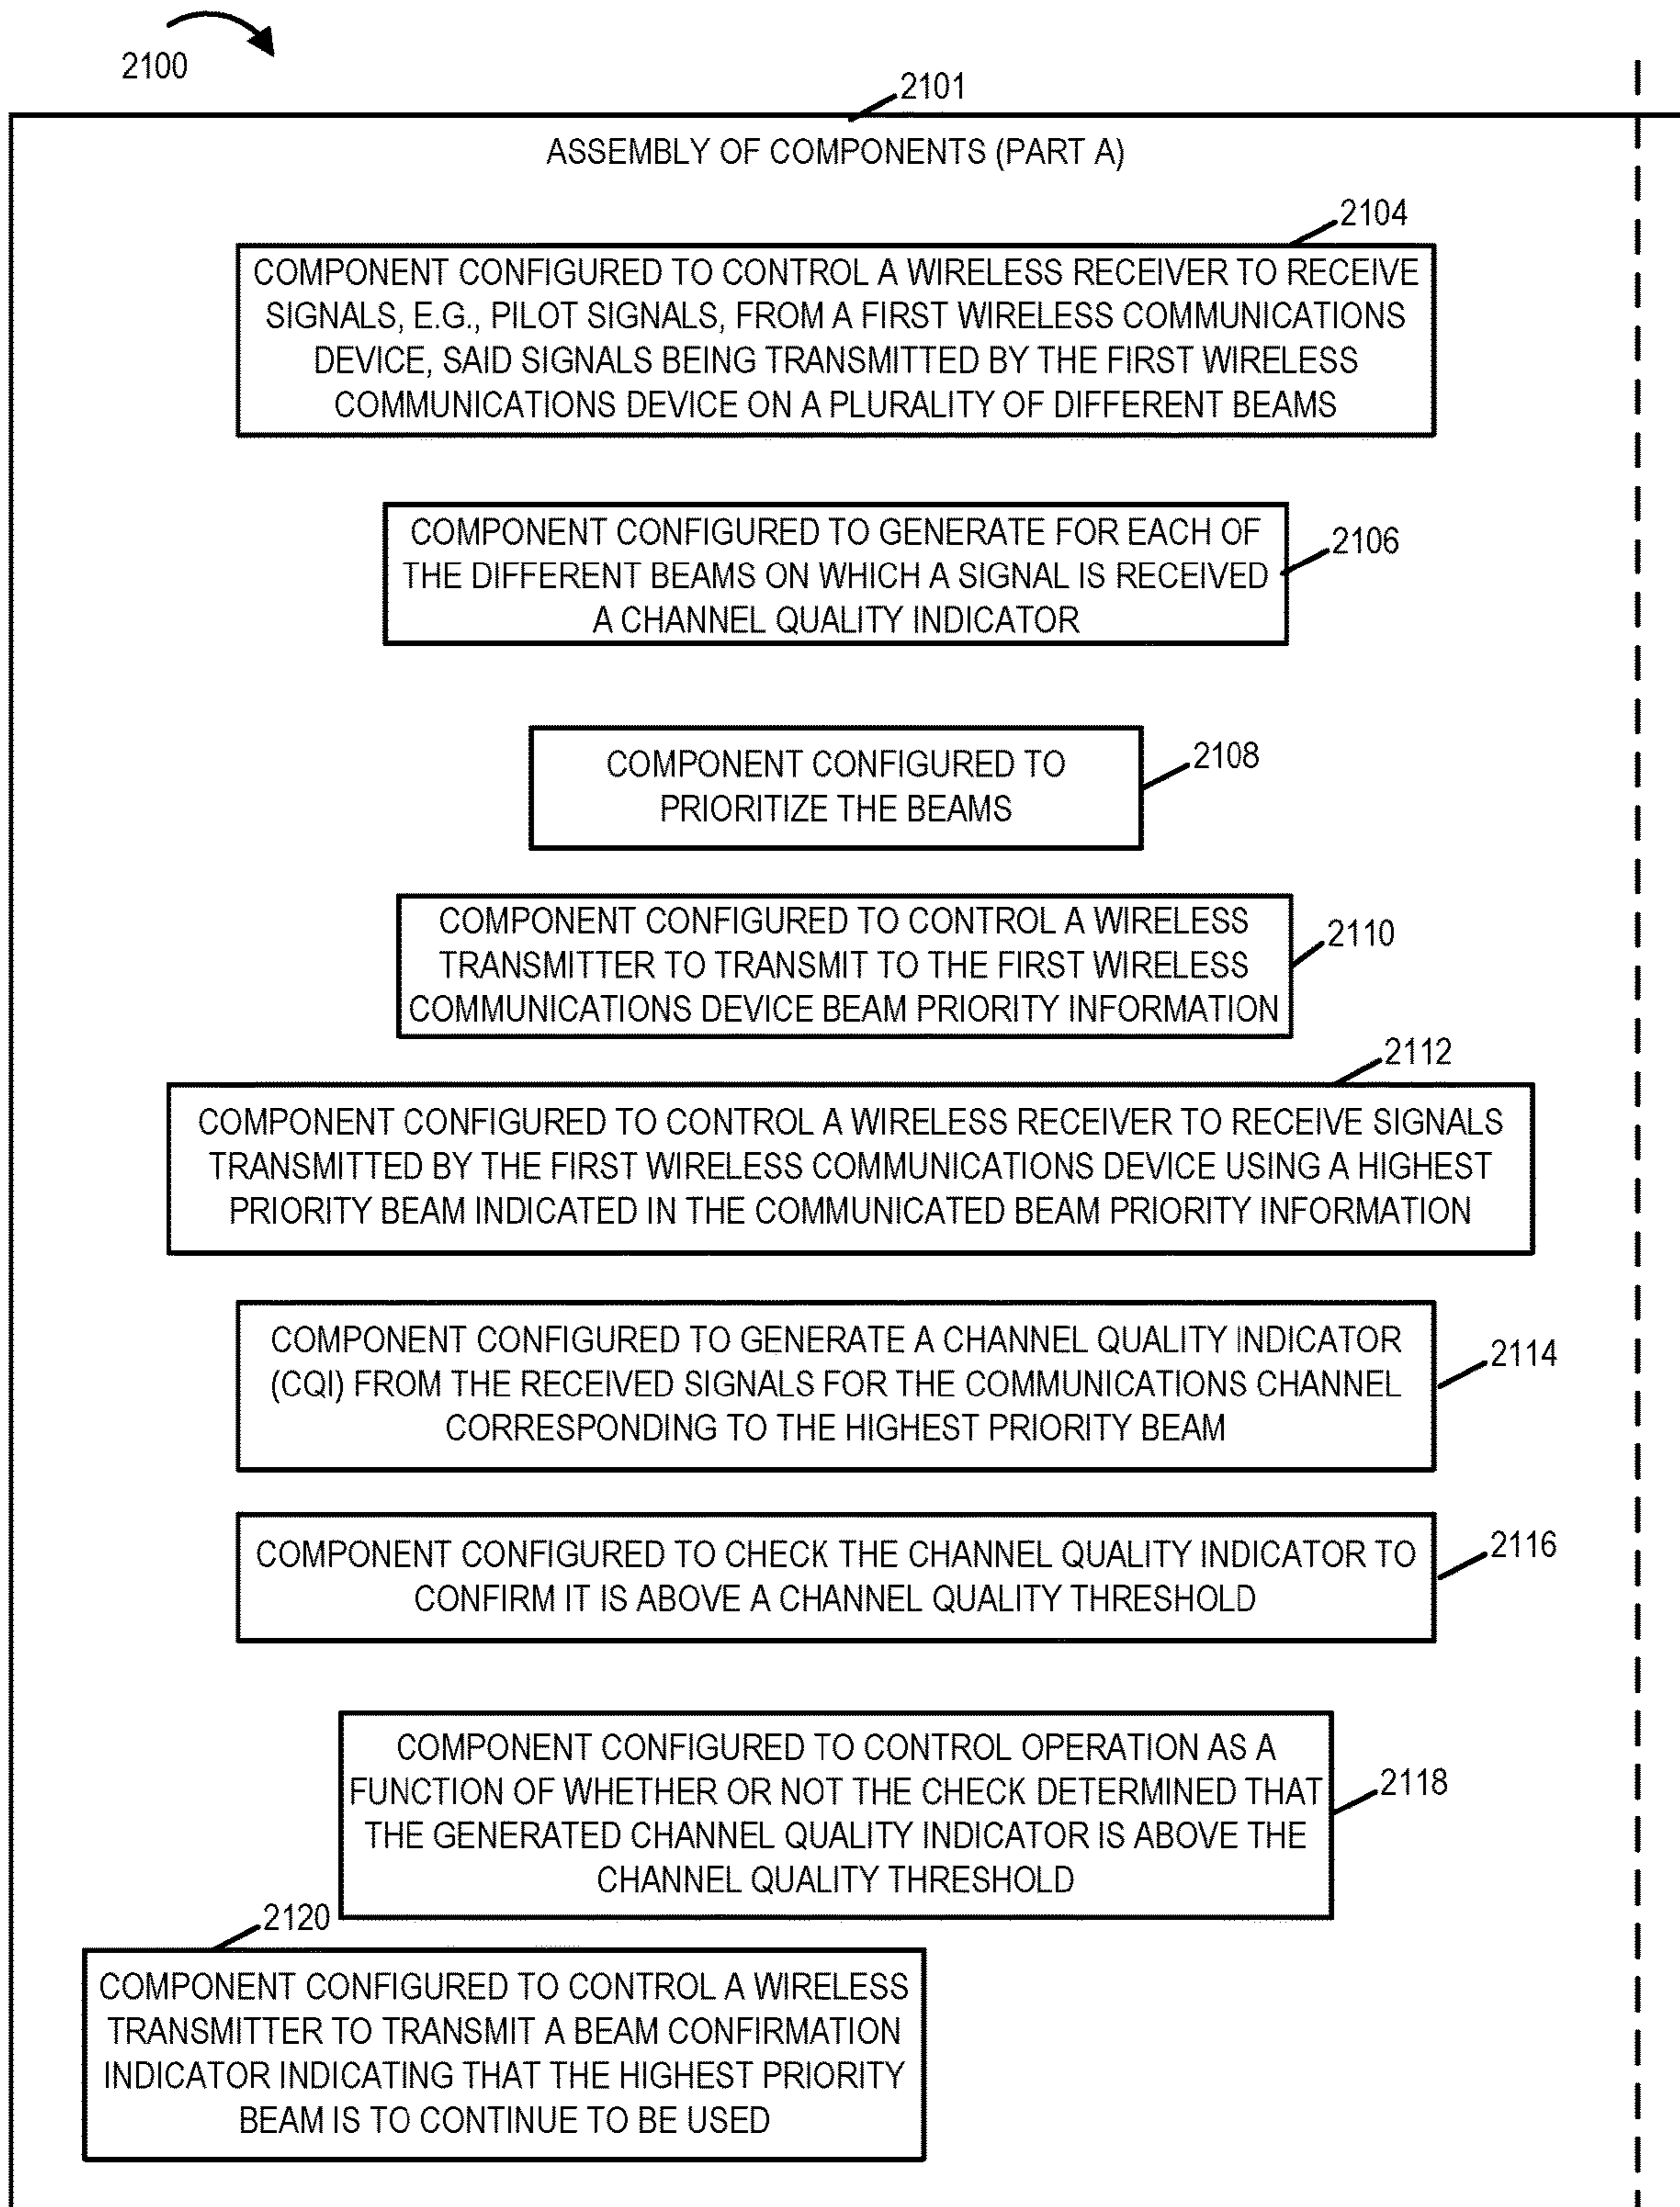 2100
2101
ASSEMBLY OF COMPONENTS (PART A)
2104
COMPONENT CONFIGURED TO CONTROL A WIRELESS RECEIVER TO RECEIVE
SIGNALS, E.G., PILOT SIGNALS, FROM A FIRST WIRELESS COMMUNICATIONS
DEVICE, SAID SIGNALS BEING TRANSMITTED BY THE FIRST WIRELESS
COMMUNICATIONS DEVICE ON A PLURALITY OF DIFFERENT BEAMS
COMPONENT CONFIGURED TO GENERATE FOR EACH OF
THE DIFFERENT BEAMS ON WHICH A SIGNAL IS RECEIVED
A CHANNEL QUALITY INDICATOR
2106
COMPONENT CONFIGURED TO
PRIORITIZE THE BEAMS
2108
COMPONENT CONFIGURED TO CONTROL A WIRELESS
TRANSMITTER TO TRANSMIT TO THE FIRST WIRELESS
COMMUNICATIONS DEVICE BEAM PRIORITY INFORMATION
2110
2112
COMPONENT CONFIGURED TO CONTROL A WIRELESS RECEIVER TO RECEIVE SIGNALS
TRANSMITTED BY THE FIRST WIRELESS COMMUNICATIONS DEVICE USING A HIGHEST
PRIORITY BEAM INDICATED IN THE COMMUNICATED BEAM PRIORITY INFORMATION
COMPONENT CONFIGURED TO GENERATE A CHANNEL QUALITY INDICATOR
(CQI) FROM THE RECEIVED SIGNALS FOR THE COMMUNICATIONS CHANNEL
CORRESPONDING TO THE HIGHEST PRIORITY BEAM
2114
COMPONENT CONFIGURED TO CHECK THE CHANNEL QUALITY INDICATOR TO
CONFIRM IT IS ABOVE A CHANNEL QUALITY THRESHOLD
2116
COMPONENT CONFIGURED TO CONTROL OPERATION AS A
FUNCTION OF WHETHER OR NOT THE CHECK DETERMINED THAT
THE GENERATED CHANNEL QUALITY INDICATOR IS ABOVE THE
CHANNEL QUALITY THRESHOLD
2118
2120
COMPONENT CONFIGURED TO CONTROL A WIRELESS
TRANSMITTER TO TRANSMIT A BEAM CONFIRMATION
INDICATOR INDICATING THAT THE HIGHEST PRIORITY
BEAM IS TO CONTINUE TO BE USED